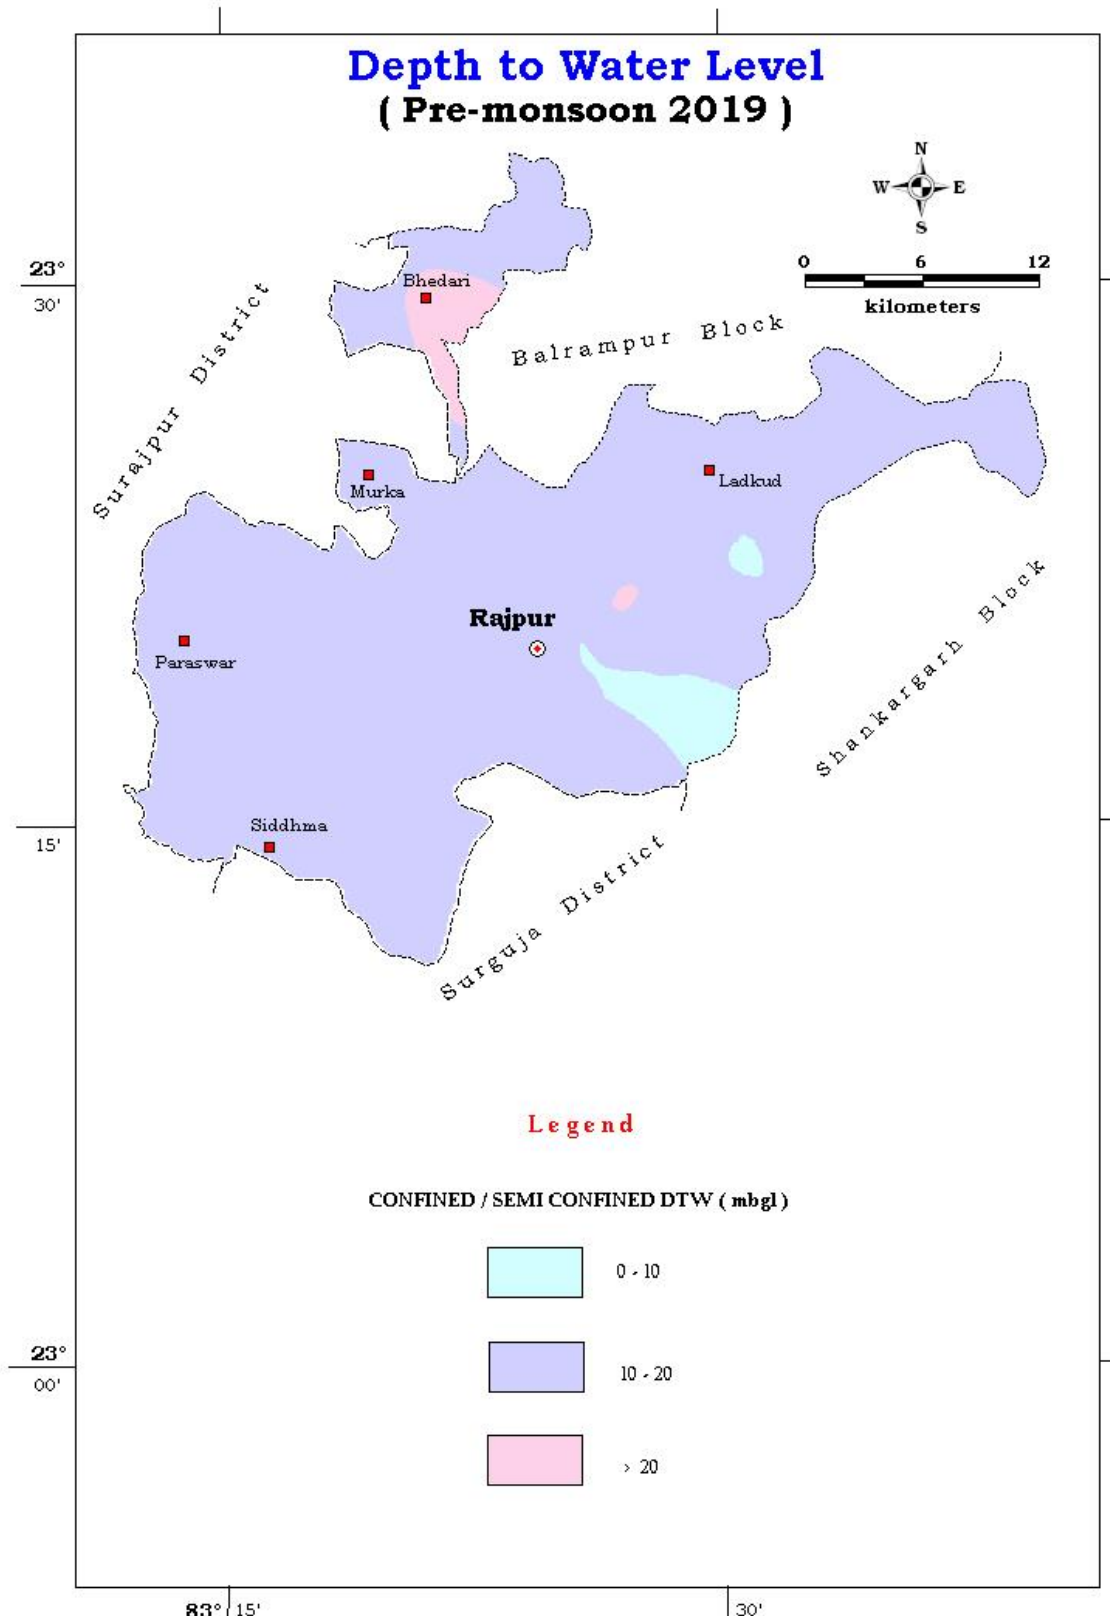 Depth to Water Level
( Pre-monsoon 2019 )
N
W E
S
0 6 12
kilometers
23°
30'
Bhedari
Surajpur District
Balrampur Block
Murka
Ladkud
Rajpur
Paraswar
Shankargarh Block
Siddhma
15'
Surguja District
Legend
CONFINED / SEMI CONFINED DTW ( mbgl )
0 - 10
23°
00'
10 - 20
> 20
83° 15' 30'